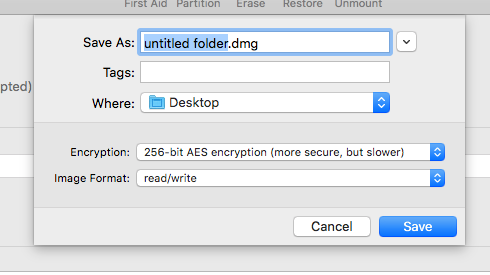 First Aid Partition Erase Restore Unmount
Save As: untitled folder.dmg
Tags:
pted)
Where: Desktop
Encryption: 256-bit AES encryption (more secure, but slower)
Image Format: read/write
Cancel Save